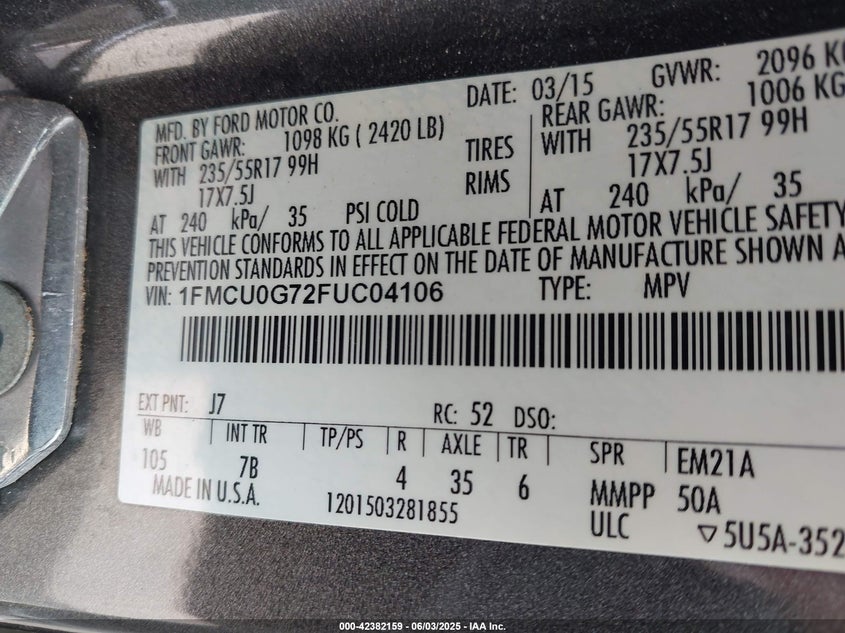 MFD. BY FORD MOTOR CO.
DATE: 03/15 GVWR: 2096 KG
FRONT GAWR: 1098 KG ( 2420 LB)
REAR GAWR: 1006 KG
WITH 235/55R17 99H TIRES WITH 235/55R17 99H
17X7.5J RIMS 17X7.5J
AT 240 kPa/ 35 PSI COLD AT 240 kPa/ 35
THIS VEHICLE CONFORMS TO ALL APPLICABLE FEDERAL MOTOR VEHICLE SAFETY
PREVENTION STANDARDS IN EFFECT ON THE DATE OF MANUFACTURE SHOWN A
VIN: 1FMCU0G72FUC04106 TYPE: MPV
EXT PNT: J7 RC: 52 DSO:
WB INT TR TP/PS R AXLE TR SPR EM21A
105 7B 4 35 6 MMPP 50A
MADE IN U.S.A. 1201503281855 ULC ▽5U5A-352
000-42382159 - 06/03/2025 - IAA Inc.